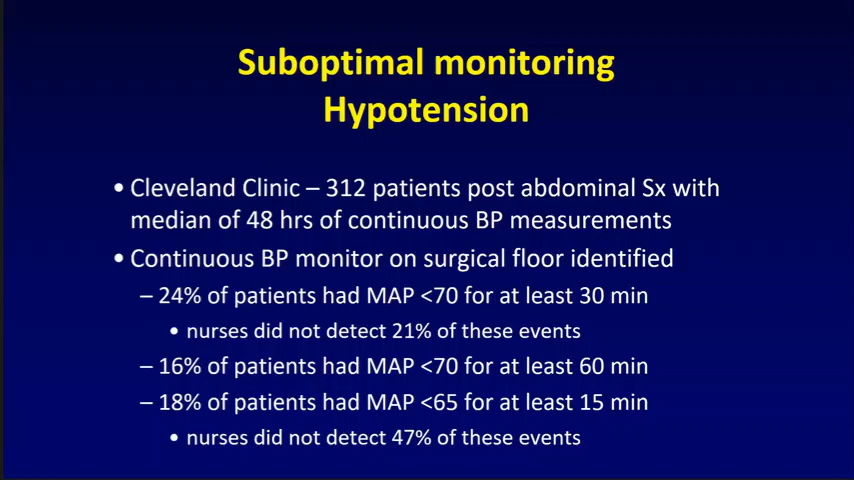 Suboptimal monitoring
Hypotension
• Cleveland Clinic – 312 patients post abdominal Sx with
median of 48 hrs of continuous BP measurements
• Continuous BP monitor on surgical floor identified
– 24% of patients had MAP <70 for at least 30 min
• nurses did not detect 21% of these events
– 16% of patients had MAP <70 for at least 60 min
– 18% of patients had MAP <65 for at least 15 min
• nurses did not detect 47% of these events